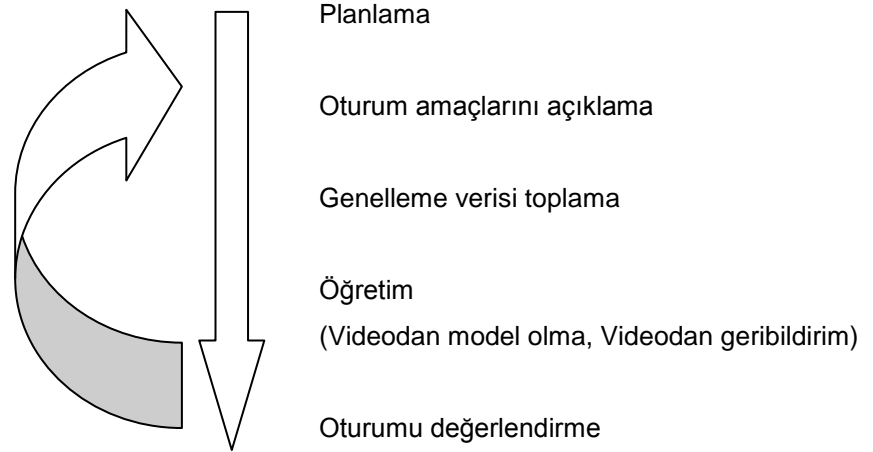 Planlama
Oturum amaçlarını açıklama
Genelleme verisi toplama
Öğretim
(Videodan model olma, Videodan geribildirim)
Oturumu değerlendirme